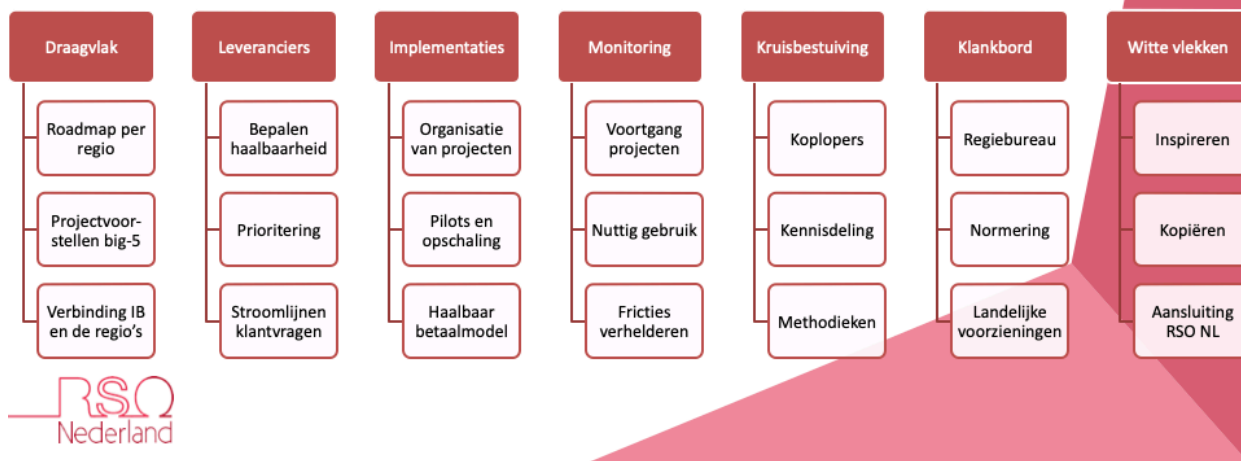 Draagvlak
Roadmap per
regio
Projectvoor-
stellen big-5
Verbinding IB
en de regio's
Leveranciers
Bepalen
haalbaarheid
Prioritering
Stroomlijnen
klantvragen
Implementaties
Organisatie
van projecten
Pilots en
opschaling
Haalbaar
betaalmodel
Monitoring
Voortgang
projecten
Nuttig gebruik
Fricties
verhelderen
Kruisbestuiving
Koplopers
Kennisdeling
Methodieken
Klankbord
Regiebureau
Normering
Landelijke
voorzieningen
Witte vlekken
Inspireren
Kopiëren
Aansluiting
RSO NL
RSO
Nederland